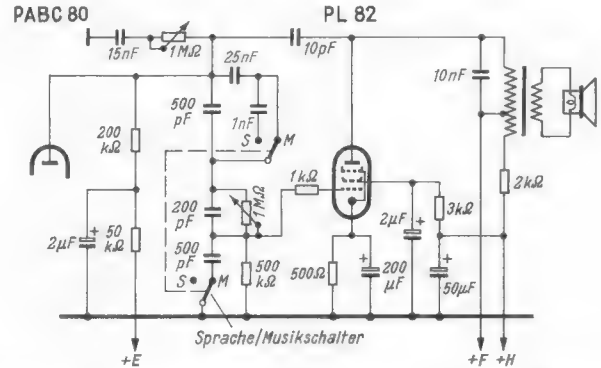 PABC 80
PL 82
15nF
1MΩ
10pF
25nF
10nF
500
pF
1nF
S
M
200
kΩ
1kΩ
2kΩ
200
pF
1MΩ
2μF
+
3kΩ
+
2μF
+
50
kΩ
500
pF
S
M
500
kΩ
500Ω
+
200
μF
+
50μF
Sprache/Musikschalter
+E
+F
+H